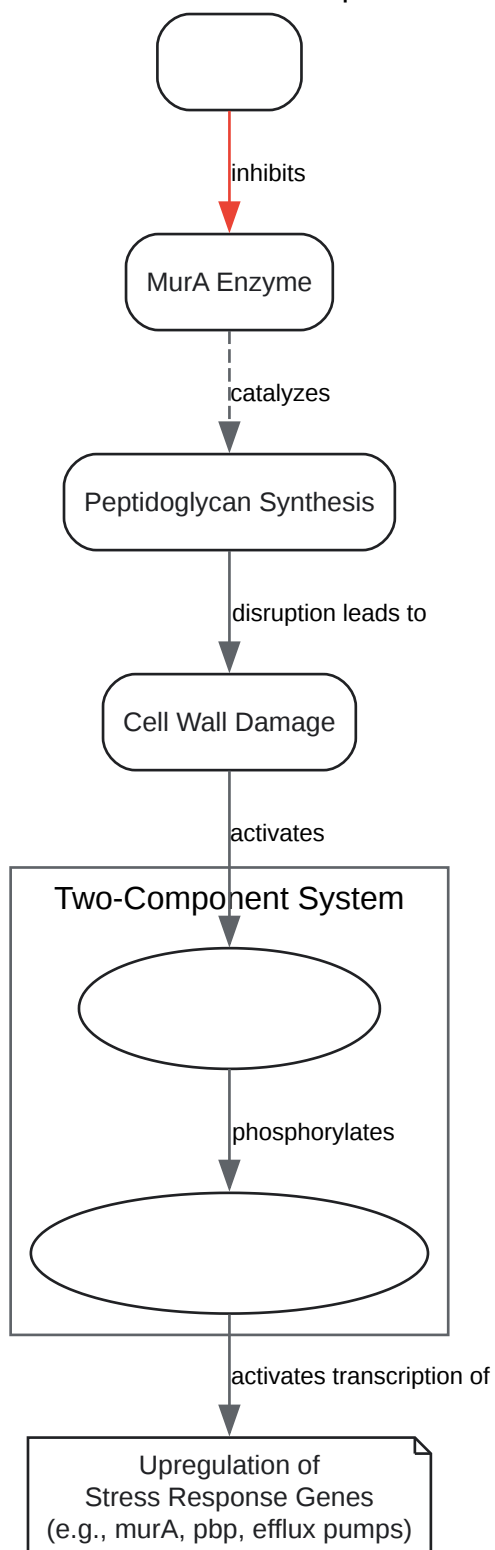 inhibits
MurA Enzyme
catalyzes
Peptidoglycan Synthesis
disruption leads to
Cell Wall Damage
activates
Two-Component System
phosphorylates
activates transcription of
Upregulation of
Stress Response Genes
(e.g., murA, pbp, efflux pumps)